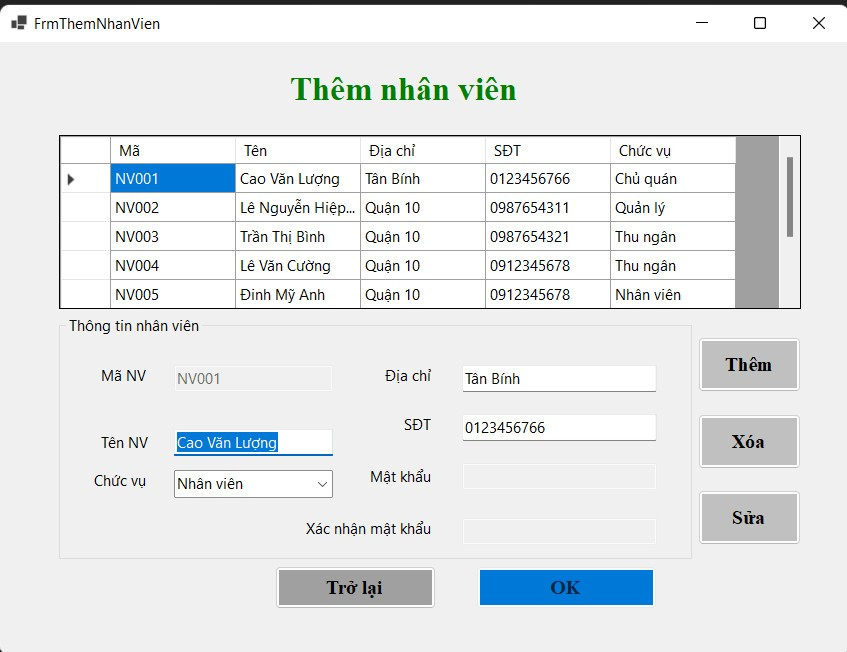 FrmThemNhanVien
Thêm nhân viên
Mã Tên Địa chỉ SĐT Chức vụ
NV001 Cao Văn Lượng Tân Bính 0123456766 Chủ quán
NV002 Lê Nguyễn Hiệp... Quận 10 0987654311 Quản lý
NV003 Trần Thị Bình Quận 10 0987654321 Thu ngân
NV004 Lê Văn Cường Quận 10 0912345678 Thu ngân
NV005 Đinh Mỹ Anh Quận 10 0912345678 Nhân viên
Thông tin nhân viên
Mã NV NV001 Địa chỉ Tân Bính
SĐT 0123456766
Tên NV Cao Văn Lượng
Chức vụ Nhân viên Mật khẩu
Xác nhận mật khẩu
Thêm
Xóa
Sửa
Trở lại OK